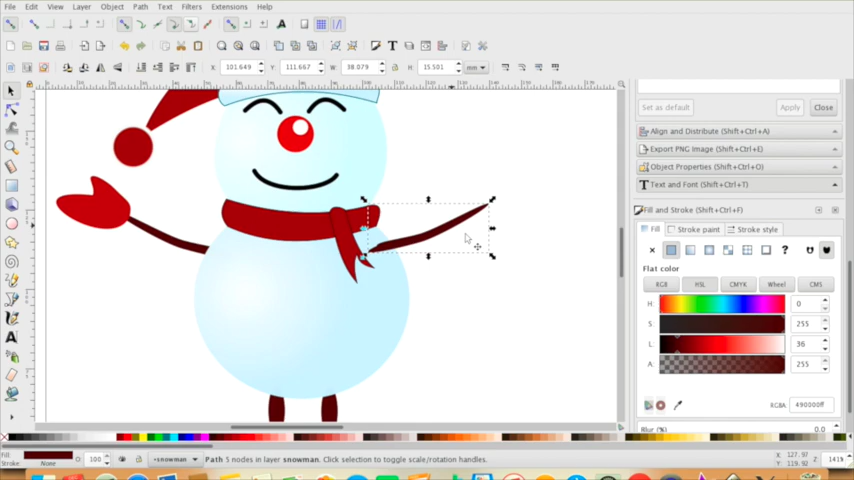 File Edit View Layer Object Path Text Filters Extensions Help
X: 101.649 Y: 111.667 W: 38.079 H: 15.501 mm
Set as default Apply Close
Align and Distribute (Shift+Ctrl+A)
Export PNG Image (Shift+Ctrl+E)
Object Properties (Shift+Ctrl+O)
Text and Font (Shift+Ctrl+T)
Fill and Stroke (Shift+Ctrl+F)
Fill Stroke paint Stroke style
Flat color
RGB HSL CMYK Wheel CMS
H: 0
S: 255
L: 36
A: 255
RGBA: 490000ff
Blur (%) 0.0
Fill: O: 100 •snowman Path 5 nodes in layer snowman. Click selection to toggle scale/rotation handles. X: 127.97 Z: 141%
Stroke: None Y: 119.92